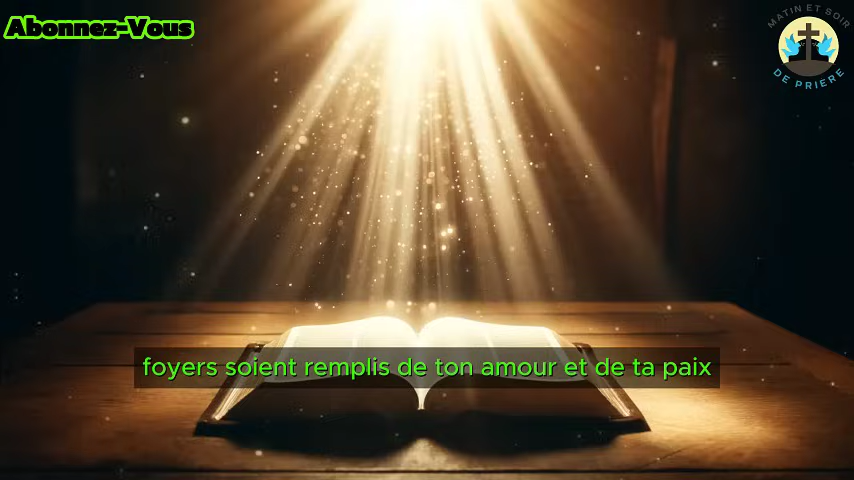 Abonnez-Vous
MATIN ET SOIR
DE PRIERE
foyers soient remplis de ton amour et de ta paix